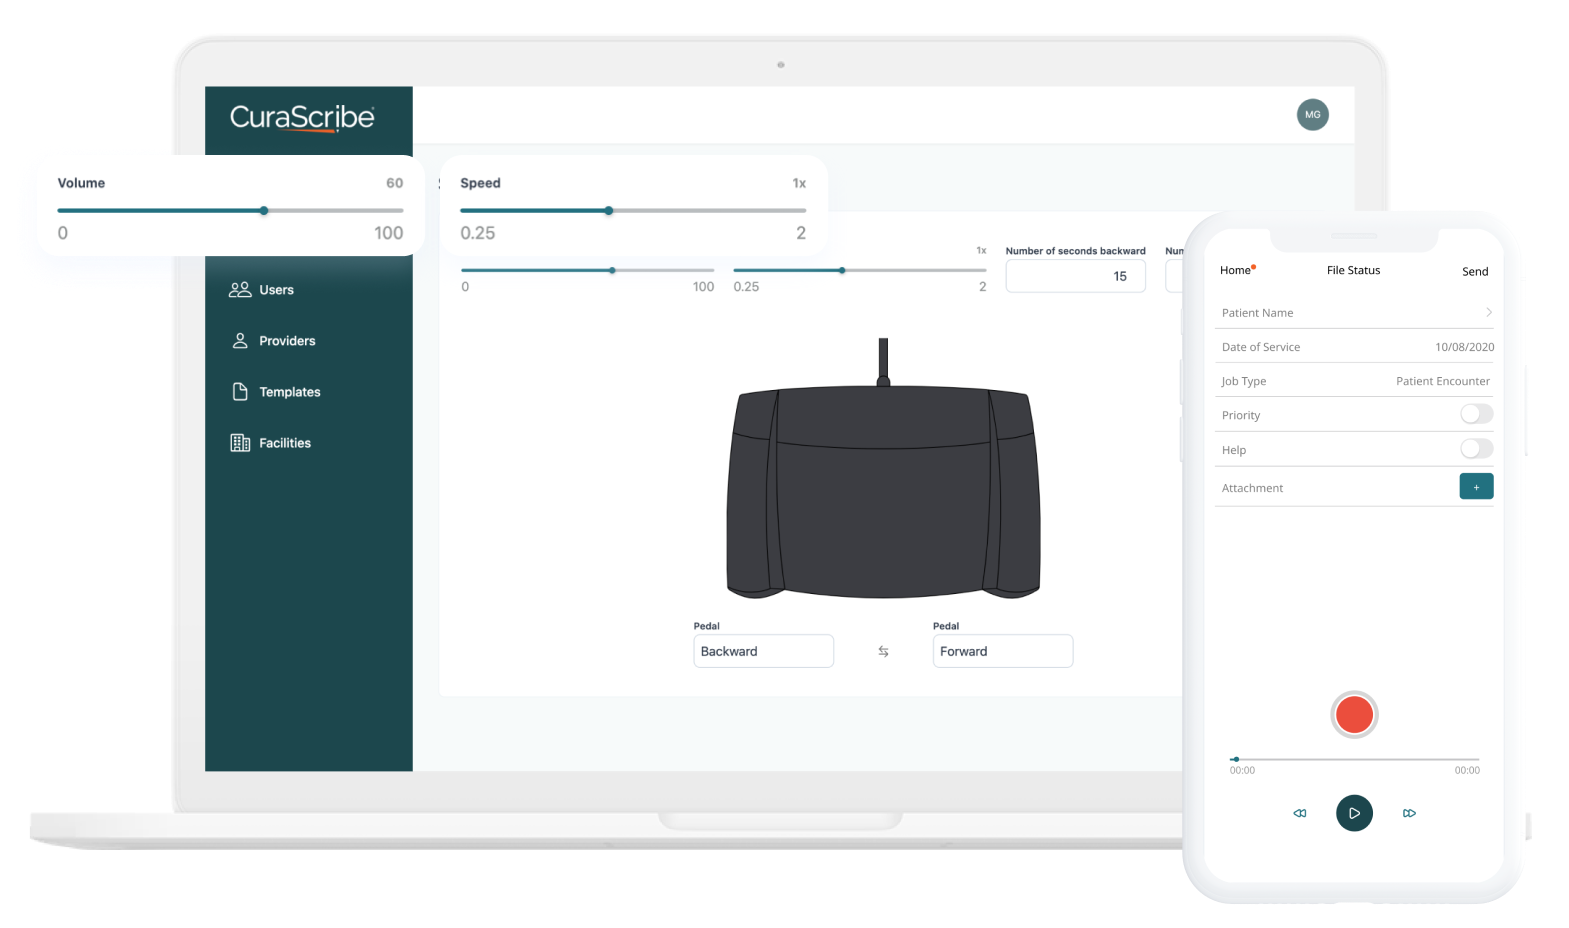 CuraScribe
MG
Volume
60
0
100
Speed
1x
0.25
2
1x
Number of seconds backward
15
0
100
0.25
2
Users
Providers
Templates
Facilities
Pedal
Backward
Pedal
Forward
Home
File Status
Send
Patient Name
Date of Service
10/08/2020
Job Type
Patient Encounter
Priority
Help
Attachment
+
00:00
00:00